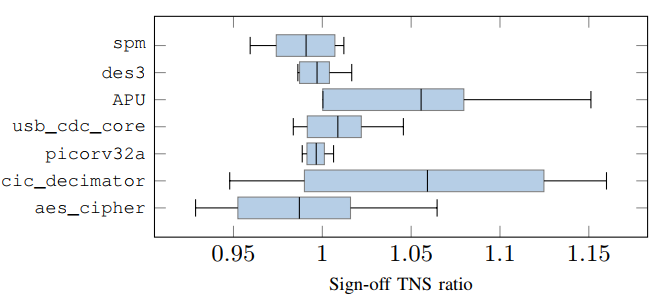 spm
des3
APU
usb_cdc_core
picorv32a
cic_decimator
aes_cipher
0.95 1 1.05 1.1 1.15
Sign-off TNS ratio